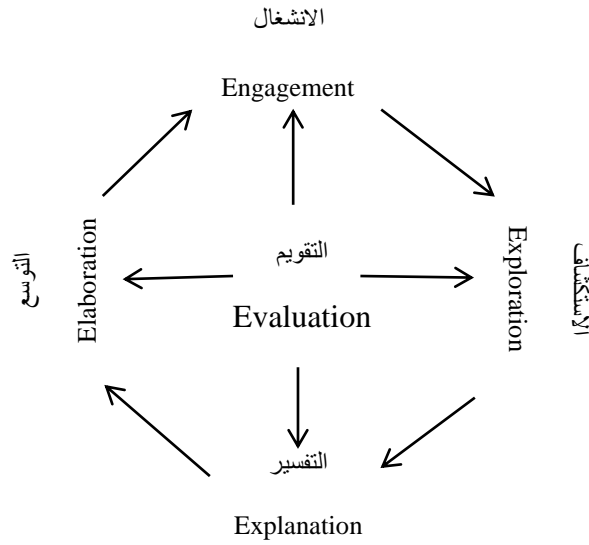 الانشغال
Engagement
التوسع
Elaboration
التقويم
Evaluation
Exploration
الاستكشاف
التفسير
Explanation